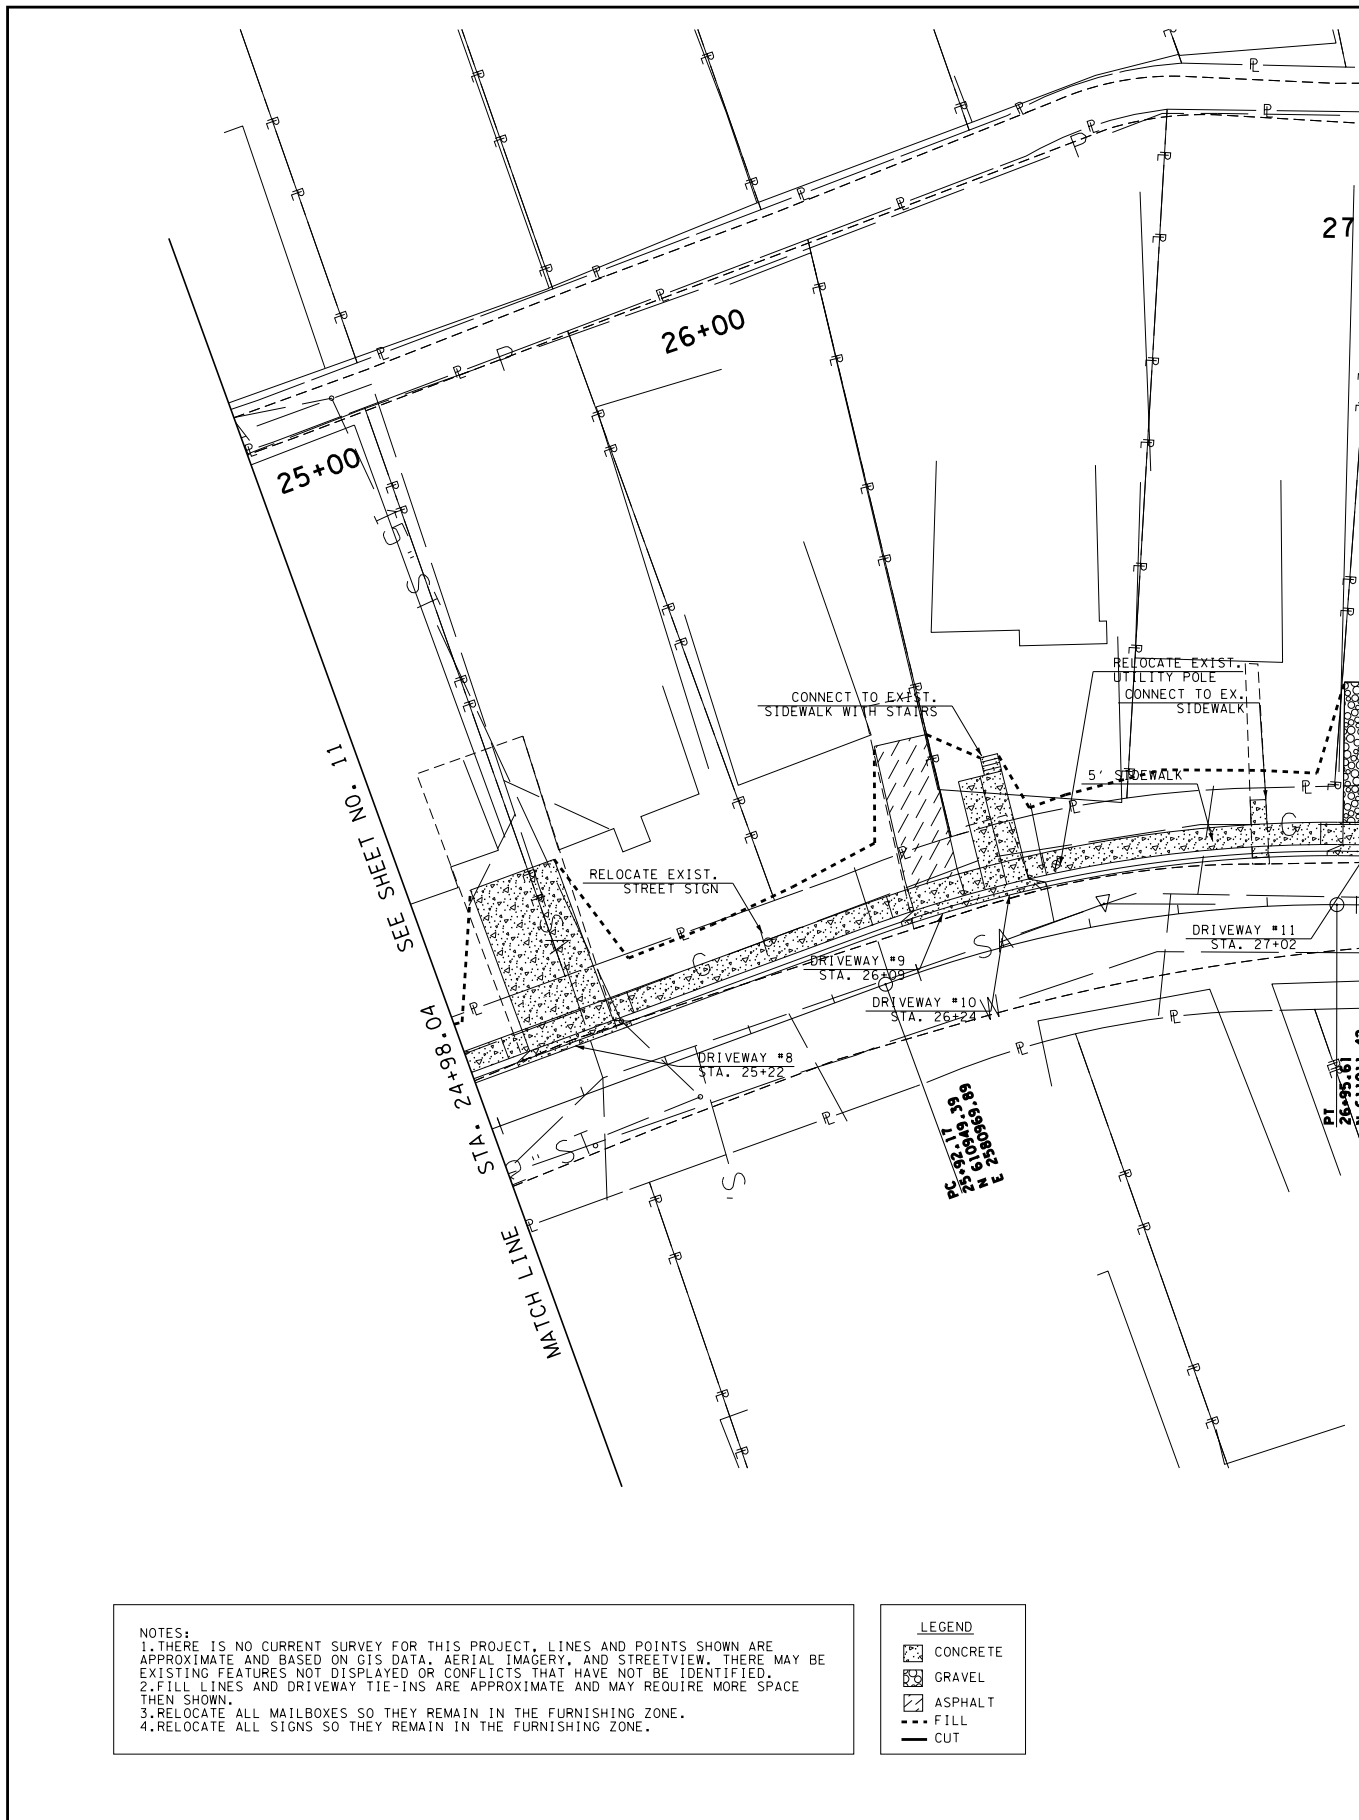 27
26+00
25+00
15" ST
RELOCATE EXIST.
UTILITY POLE
CONNECT TO EX.
SIDEWALK
CONNECT TO EXIST.
SIDEWALK WITH STAIRS
5' SIDEWALK
RELOCATE EXIST.
STREET SIGN
G
G
SA
SA
DRIVEWAY #9
STA. 26+09
DRIVEWAY #10
STA. 26+24
DRIVEWAY #11
STA. 27+02
DRIVEWAY #8
STA. 25+22
SEE SHEET NO. 11
STA. 24+98.04
MATCH LINE
PC
25+92.17
N 610949.39
E 2580969.89
PT
26+95.61
NOTES:
1.THERE IS NO CURRENT SURVEY FOR THIS PROJECT, LINES AND POINTS SHOWN ARE
APPROXIMATE AND BASED ON GIS DATA, AERIAL IMAGERY, AND STREETVIEW. THERE MAY BE
EXISTING FEATURES NOT DISPLAYED OR CONFLICTS THAT HAVE NOT BE IDENTIFIED.
2.FILL LINES AND DRIVEWAY TIE-INS ARE APPROXIMATE AND MAY REQUIRE MORE SPACE
THEN SHOWN.
3.RELOCATE ALL MAILBOXES SO THEY REMAIN IN THE FURNISHING ZONE.
4.RELOCATE ALL SIGNS SO THEY REMAIN IN THE FURNISHING ZONE.
LEGEND
CONCRETE
GRAVEL
ASPHALT
FILL
CUT